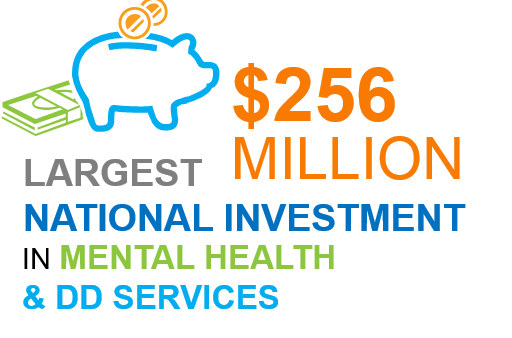 $256
MILLION
LARGEST
NATIONAL INVESTMENT
IN MENTAL HEALTH
& DD SERVICES